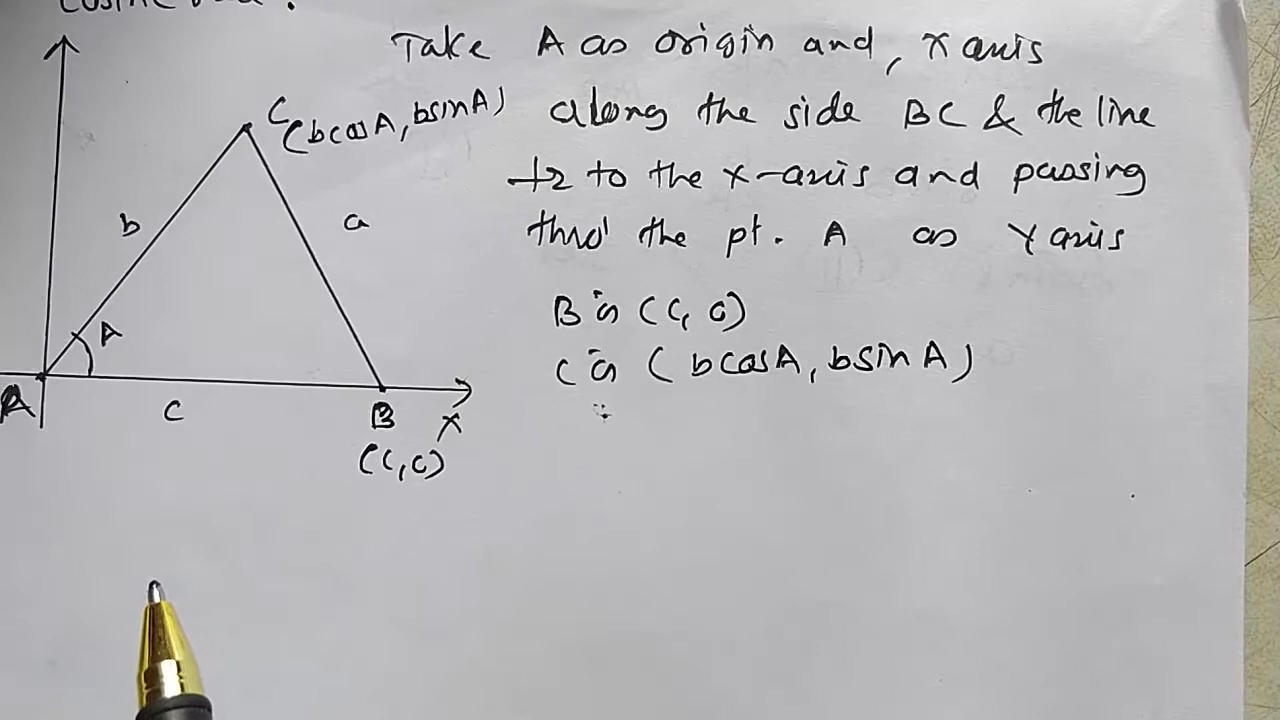 Take A as origin and, X axis
along the side BC & the line
⊥r to the x-axis and passing
thro' the pt. A as Y axis
B is (c, 0)
C is (bcosA, bsinA)
C
(bcosA, bsinA)
b
a
A
A
c
B
X
(c, 0)